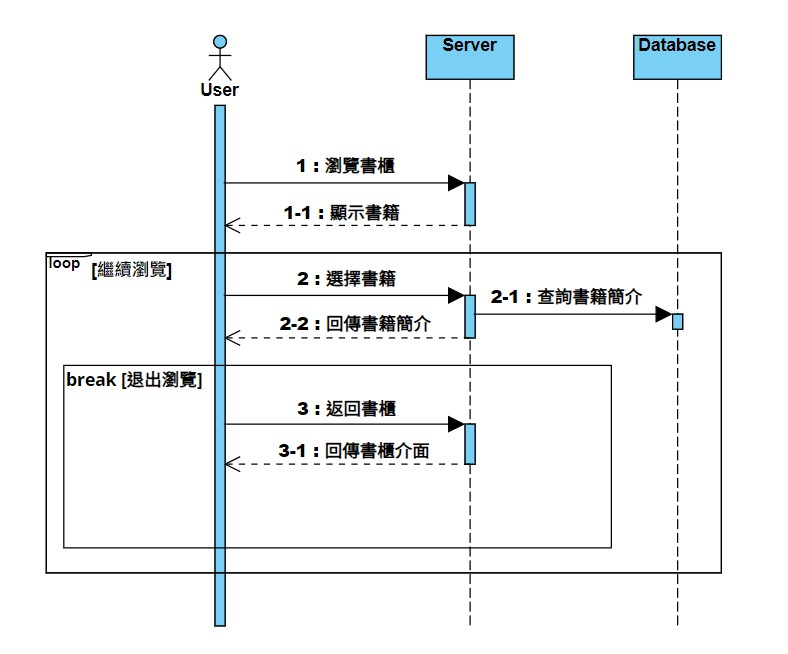 User
Server
Database
1 : 瀏覽書櫃
1-1 : 顯示書籍
loop [繼續瀏覽]
2 : 選擇書籍
2-1 : 查詢書籍簡介
2-2 : 回傳書籍簡介
break [退出瀏覽]
3 : 返回書櫃
3-1 : 回傳書櫃介面